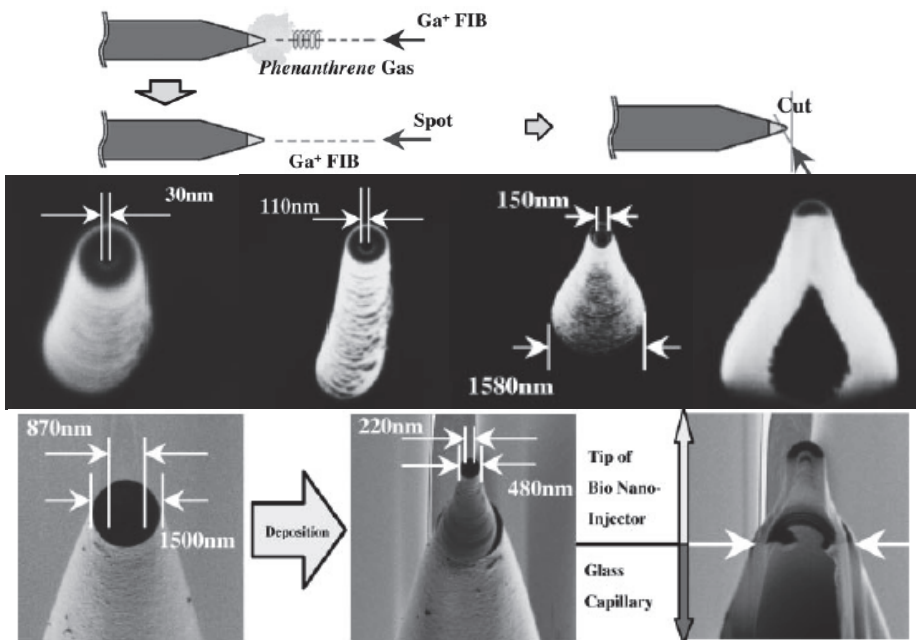 Ga⁺ FIB
Phenanthrene Gas
Spot
Ga⁺ FIB
Cut
30nm
110nm
150nm
1580nm
870nm
1500nm
Deposition
220nm
480nm
Tip of
Bio Nano-
Injector
Glass
Capillary